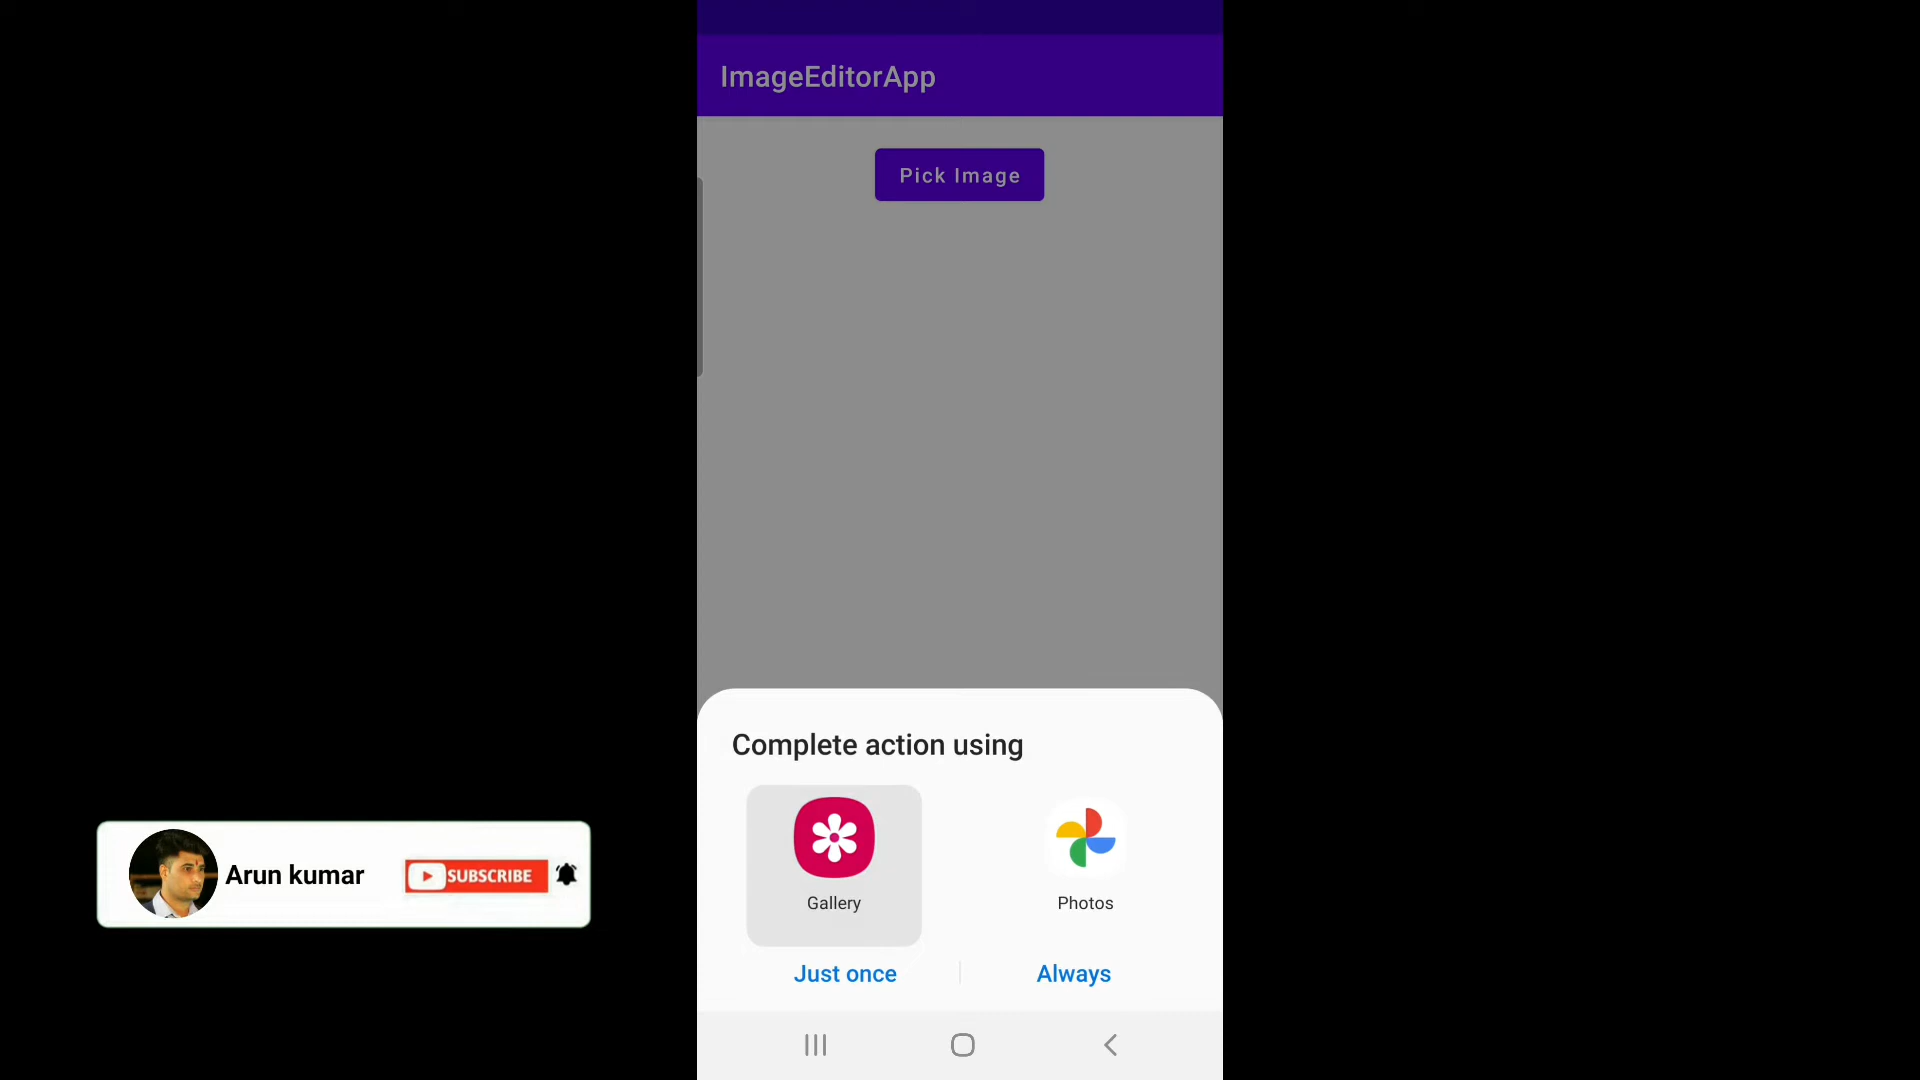 ImageEditorApp
Pick Image
Complete action using
Gallery
Photos
Just once
Always
Arun kumar
SUBSCRIBE